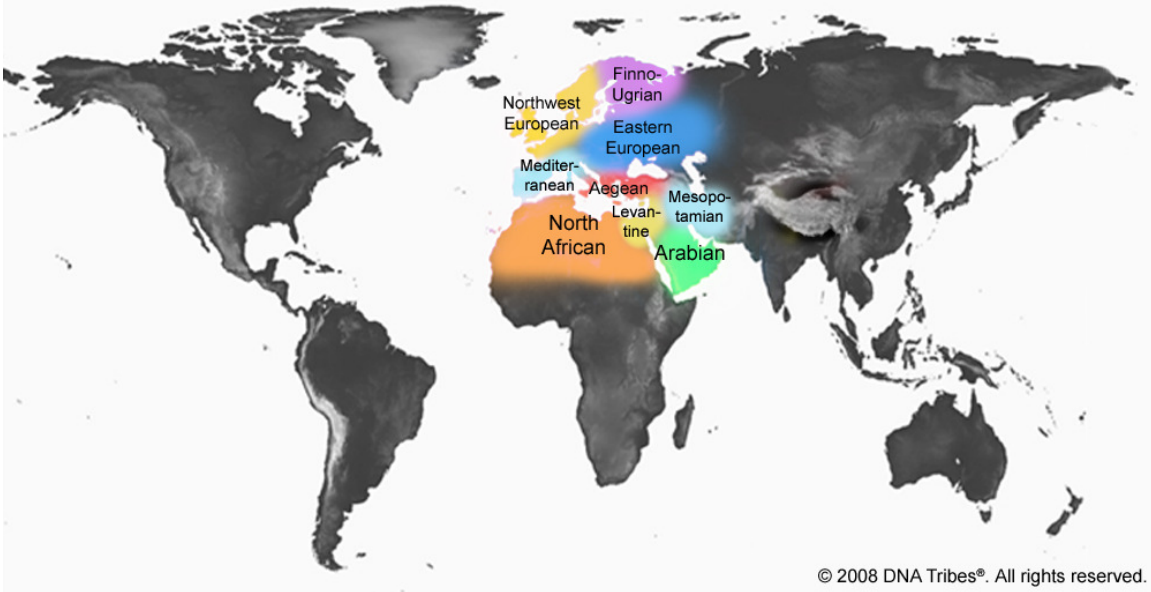 Finno-
Ugrian
Northwest
European
Eastern
European
Mediter-
ranean
Aegean
Mesopo-
tamian
Levan-
tine
North
African
Arabian
© 2008 DNA Tribes®. All rights reserved.